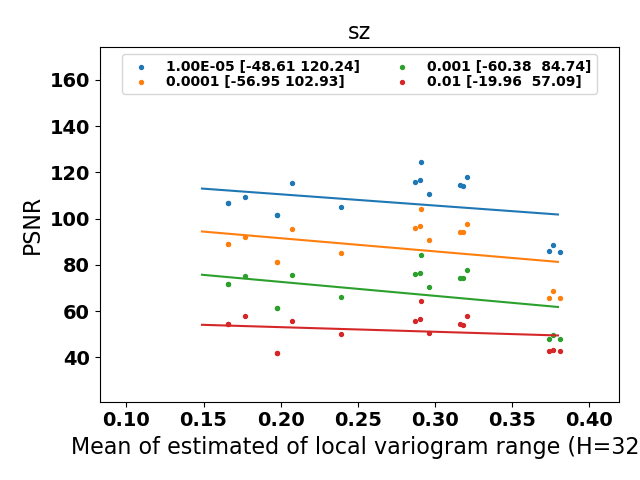 sz
1.00E-05 [-48.61 120.24]
0.0001 [-56.95 102.93]
0.001 [-60.38  84.74]
0.01 [-19.96  57.09]
PSNR
160
140
120
100
80
60
40
0.10 0.15 0.20 0.25 0.30 0.35 0.40
Mean of estimated of local variogram range (H=32